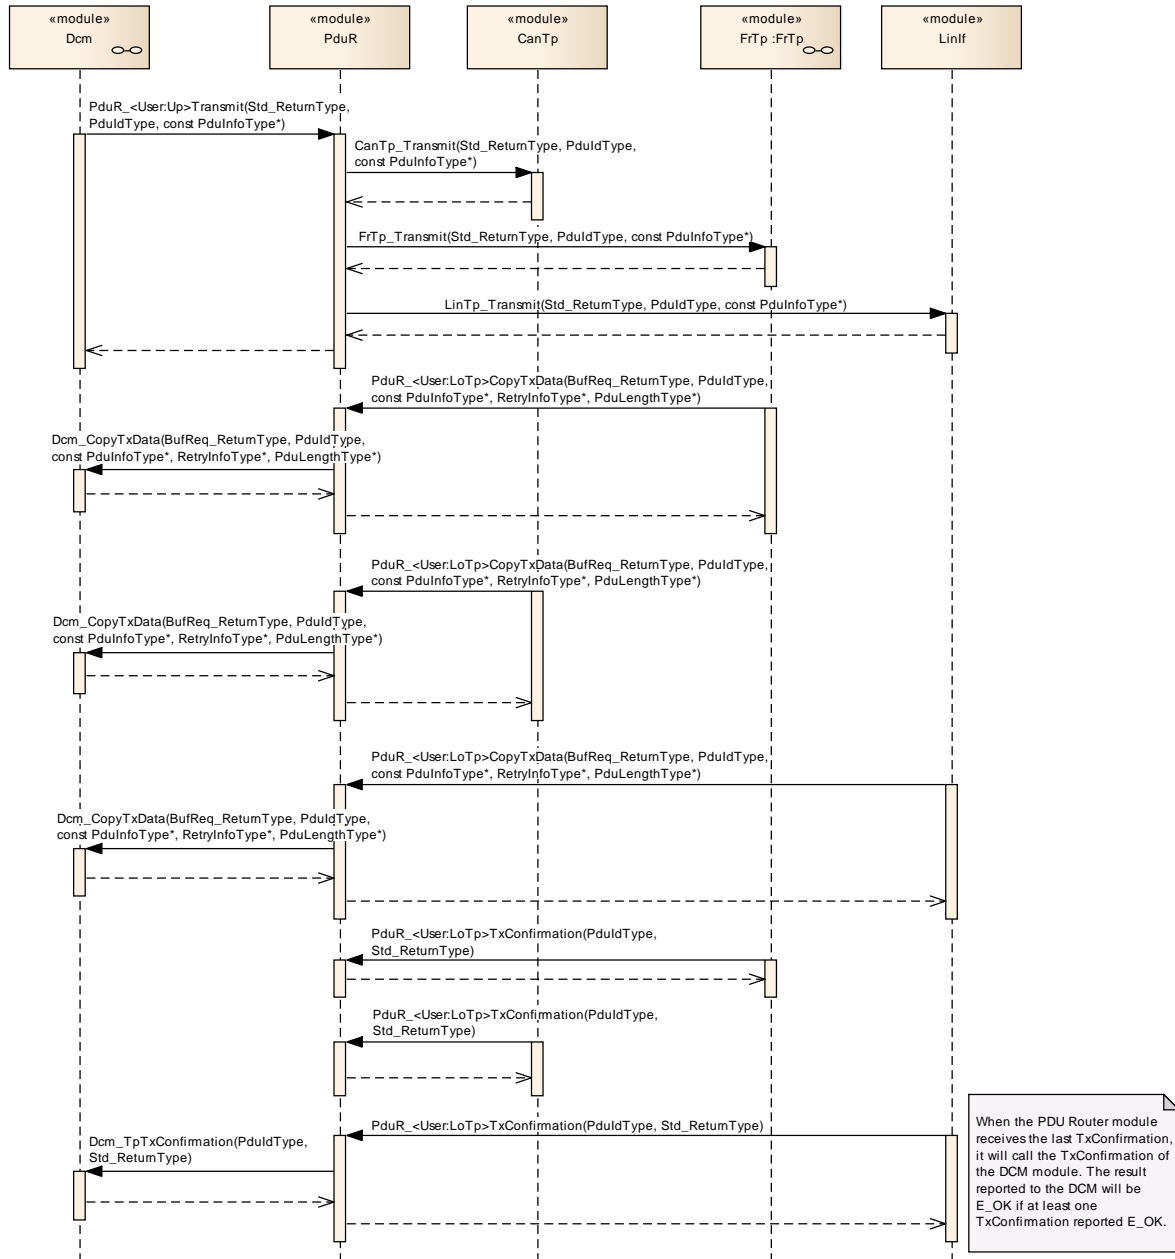 «module»
Dcm
«module»
PduR
«module»
CanTp
«module»
FrTp :FrTp
«module»
LinIf
PduR_<User:Up>Transmit(Std_ReturnType,
PduIdType, const PduInfoType*)
CanTp_Transmit(Std_ReturnType, PduIdType,
const PduInfoType*)
FrTp_Transmit(Std_ReturnType, PduIdType, const PduInfoType*)
LinTp_Transmit(Std_ReturnType, PduIdType, const PduInfoType*)
PduR_<User:LoTp>CopyTxData(BufReq_ReturnType, PduIdType,
const PduInfoType*, RetryInfoType*, PduLengthType*)
Dcm_CopyTxData(BufReq_ReturnType, PduIdType,
const PduInfoType*, RetryInfoType*, PduLengthType*)
PduR_<User:LoTp>CopyTxData(BufReq_ReturnType, PduIdType,
const PduInfoType*, RetryInfoType*, PduLengthType*)
Dcm_CopyTxData(BufReq_ReturnType, PduIdType,
const PduInfoType*, RetryInfoType*, PduLengthType*)
PduR_<User:LoTp>CopyTxData(BufReq_ReturnType, PduIdType,
const PduInfoType*, RetryInfoType*, PduLengthType*)
Dcm_CopyTxData(BufReq_ReturnType, PduIdType,
const PduInfoType*, RetryInfoType*, PduLengthType*)
PduR_<User:LoTp>TxConfirmation(PduIdType,
Std_ReturnType)
PduR_<User:LoTp>TxConfirmation(PduIdType,
Std_ReturnType)
PduR_<User:LoTp>TxConfirmation(PduIdType, Std_ReturnType)
Dcm_TpTxConfirmation(PduIdType,
Std_ReturnType)
When the PDU Router module
receives the last TxConfirmation,
it will call the TxConfirmation of
the DCM module. The result
reported to the DCM will be
E_OK if at least one
TxConfirmation reported E_OK.